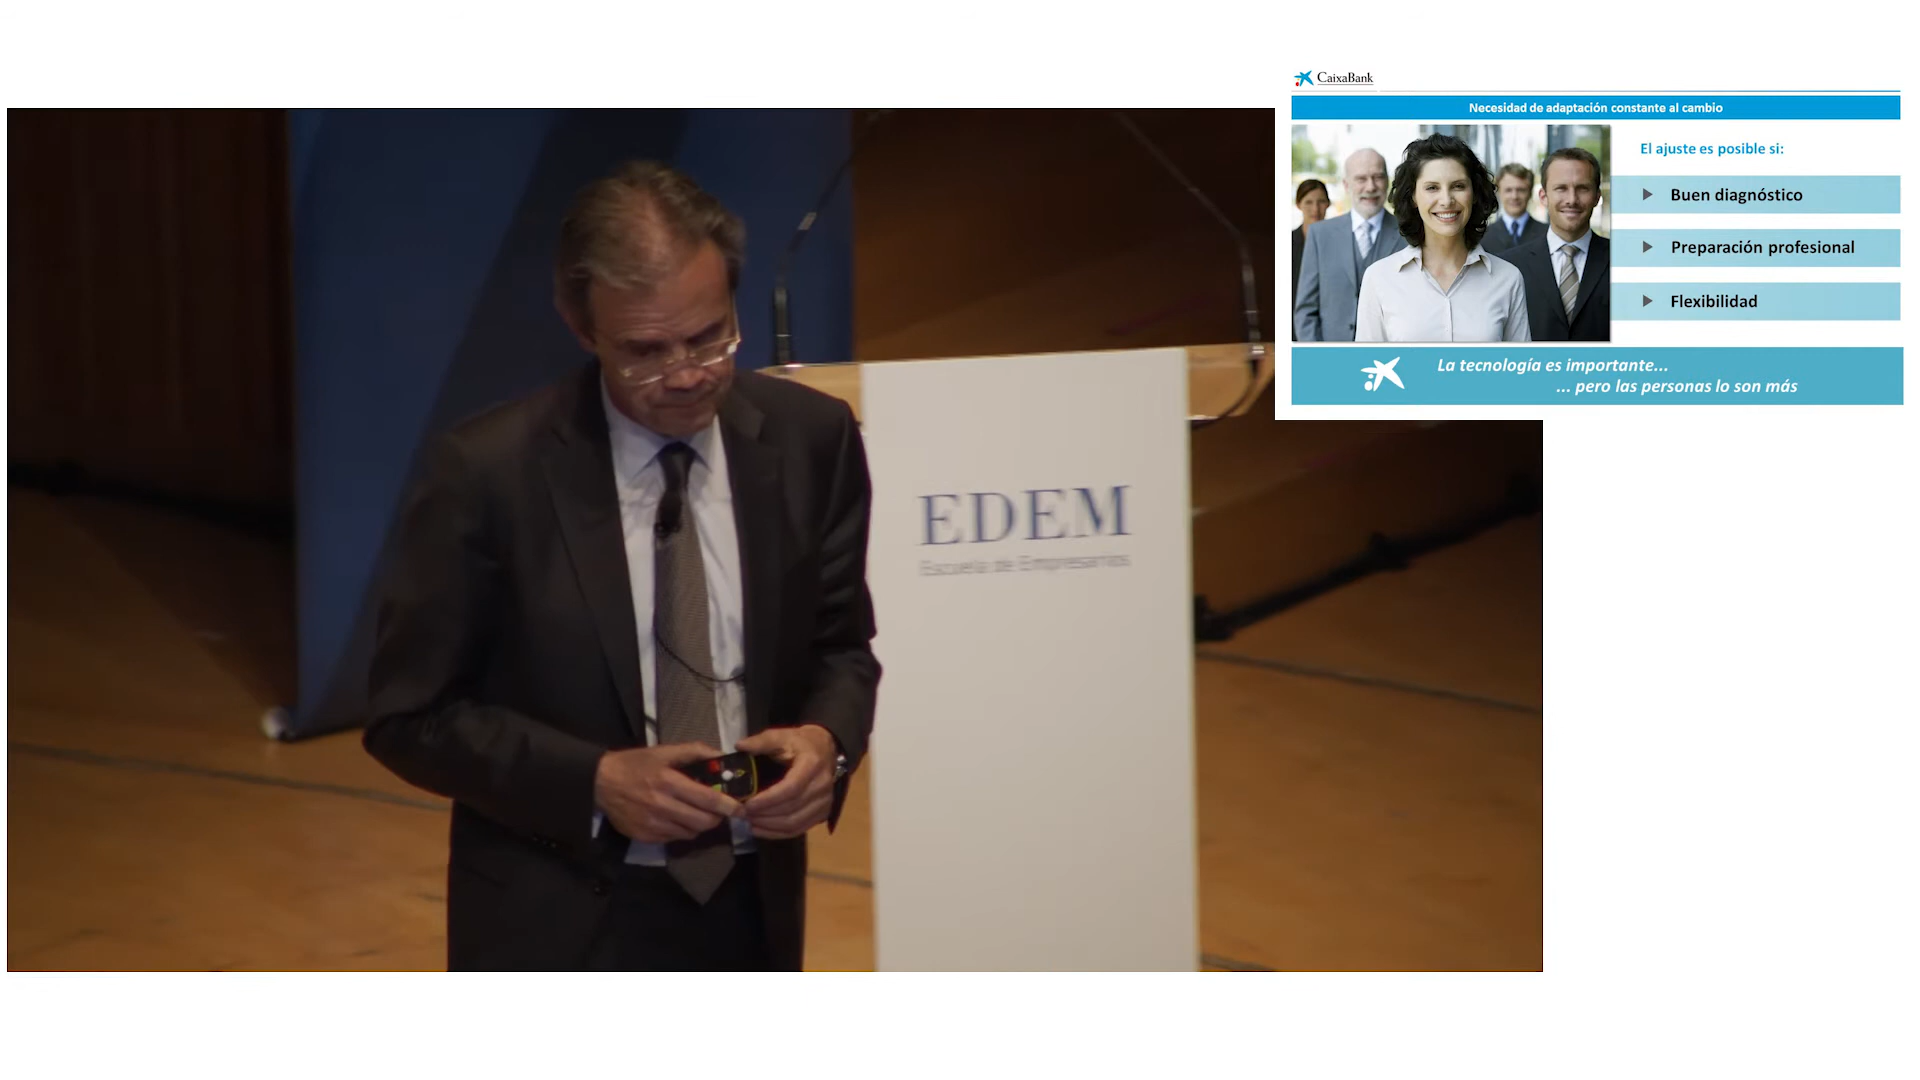 CaixaBank
Necesidad de adaptación constante al cambio
El ajuste es posible si:
Buen diagnóstico
Preparación profesional
Flexibilidad
La tecnología es importante...
... pero las personas lo son más
EDEM
Escuela de Empresarios